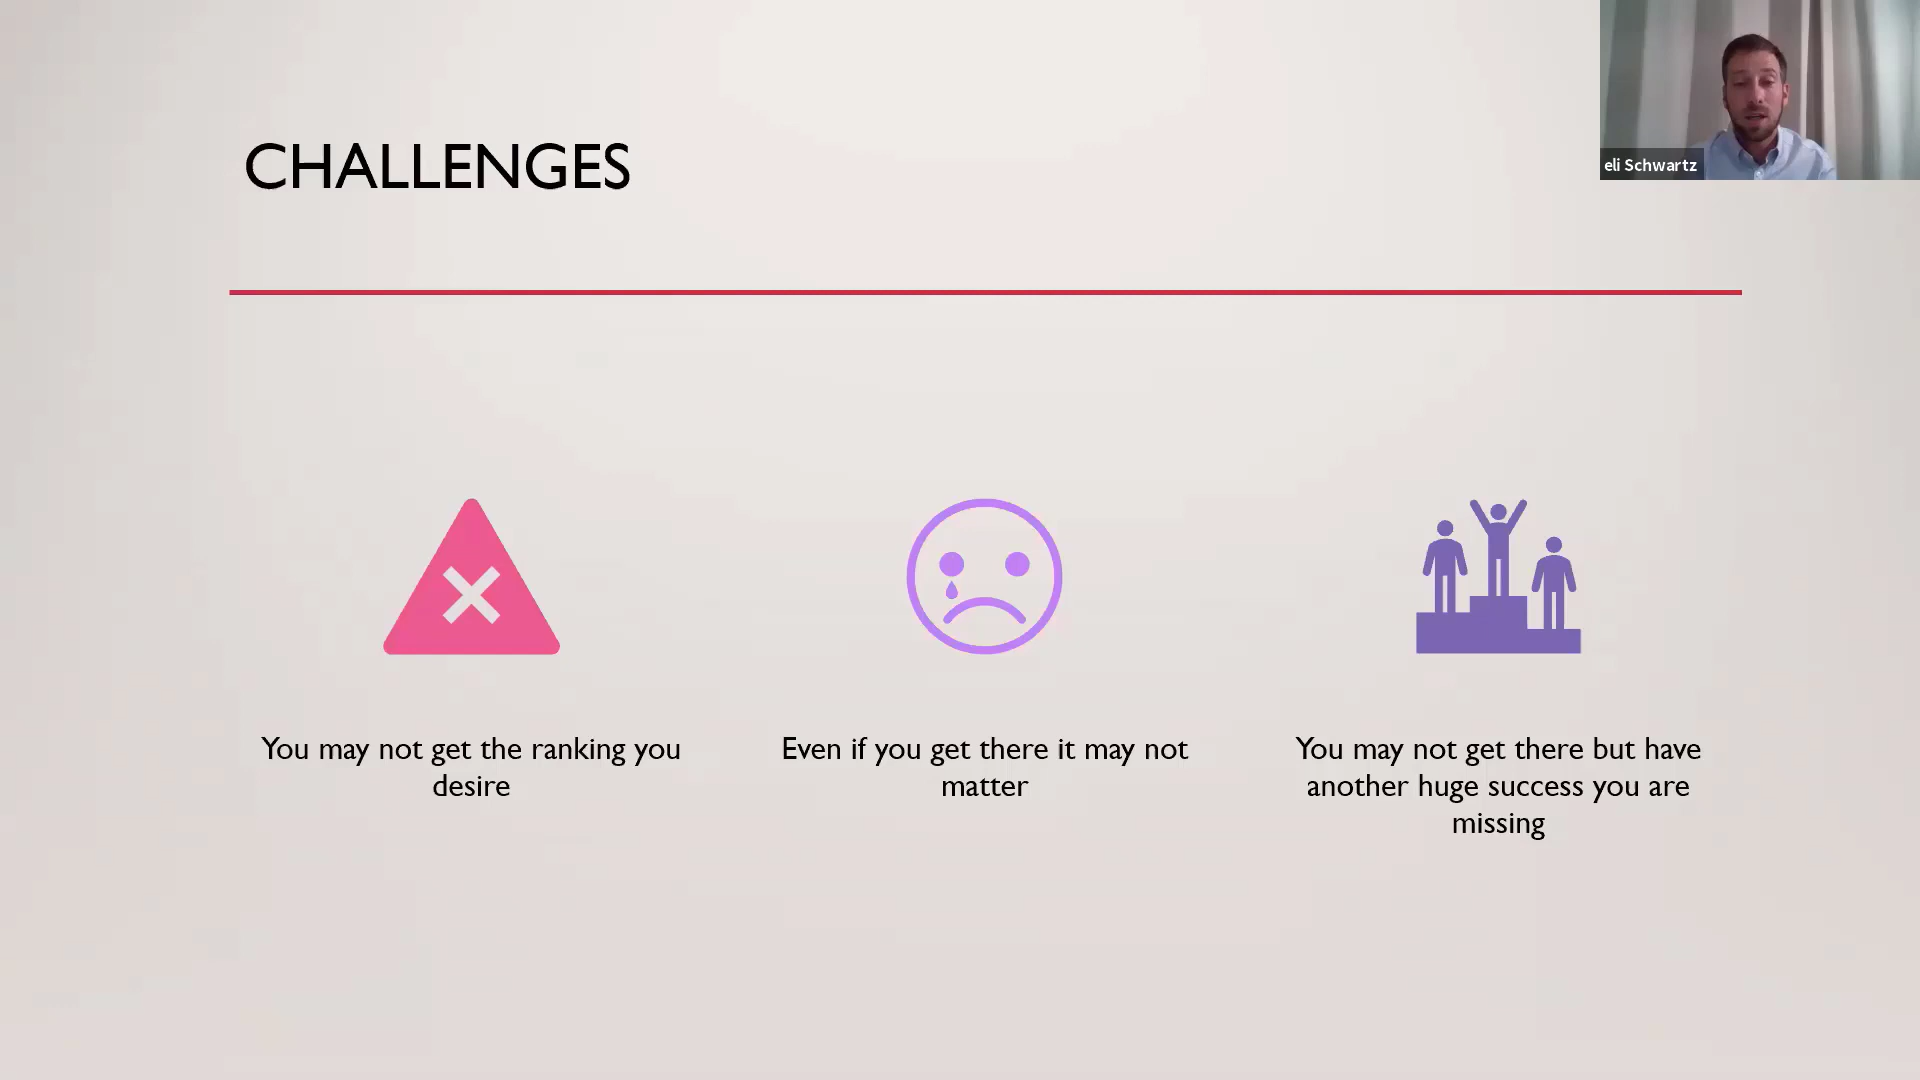 CHALLENGES
eli Schwartz
You may not get the ranking you
desire
Even if you get there it may not
matter
You may not get there but have
another huge success you are
missing